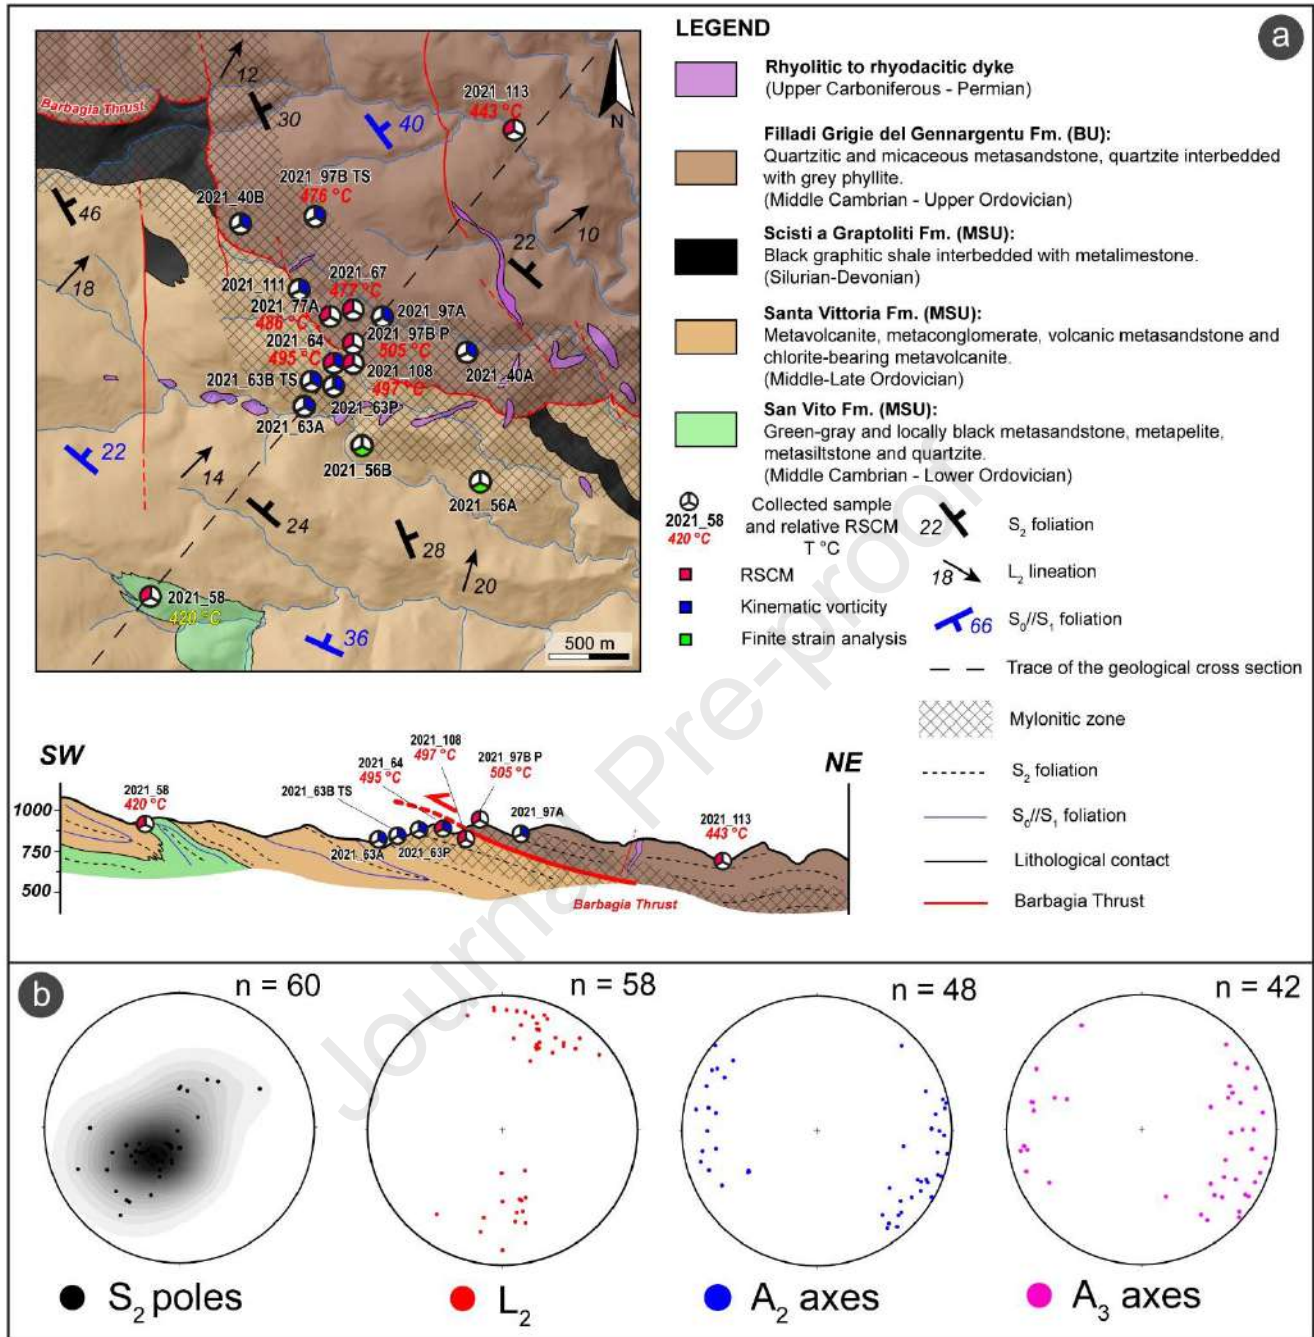 a
LEGEND
Rhyolitic to rhyodacitic dyke
(Upper Carboniferous - Permian)
Filladi Grigie del Gennargentu Fm. (BU):
Quartzitic and micaceous metasandstone, quartzite interbedded
with grey phyllite.
(Middle Cambrian - Upper Ordovician)
Scisti a Graptoliti Fm. (MSU):
Black graphitic shale interbedded with metalimestone.
(Silurian-Devonian)
Santa Vittoria Fm. (MSU):
Metavolcanite, metaconglomerate, volcanic metasandstone and
chlorite-bearing metavolcanite.
(Middle-Late Ordovician)
San Vito Fm. (MSU):
Green-gray and locally black metasandstone, metapelite,
metasiltstone and quartzite.
(Middle Cambrian - Lower Ordovician)
2021_58
420 °C
Collected sample
and relative RSCM
T °C
RSCM
Kinematic vorticity
Finite strain analysis
22
S₂ foliation
18
L₂ lineation
66
S₀//S₁ foliation
Trace of the geological cross section
Mylonitic zone
S₂ foliation
S₀//S₁ foliation
Lithological contact
Barbagia Thrust
12
Barbagia Thrust
30
40
2021_113
443 °C
N
46
2021_40B
2021_97B TS
476 °C
10
22
18
2021_111
2021_67
477 °C
2021_77A
486 °C
2021_97A
2021_64
495 °C
2021_97B P
505 °C
2021_40A
2021_63B TS
2021_108
497 °C
2021_63P
2021_63A
22
14
2021_56B
2021_56A
24
28
20
2021_58
420 °C
36
500 m
SW
NE
1000
750
500
2021_58
420 °C
2021_63B TS
2021_63A
2021_63P
2021_64
495 °C
2021_108
497 °C
2021_97B P
505 °C
2021_97A
2021_113
443 °C
Barbagia Thrust
Journal Pre-proof
b
n = 60
n = 58
n = 48
n = 42
S₂ poles
L₂
A₂ axes
A₃ axes